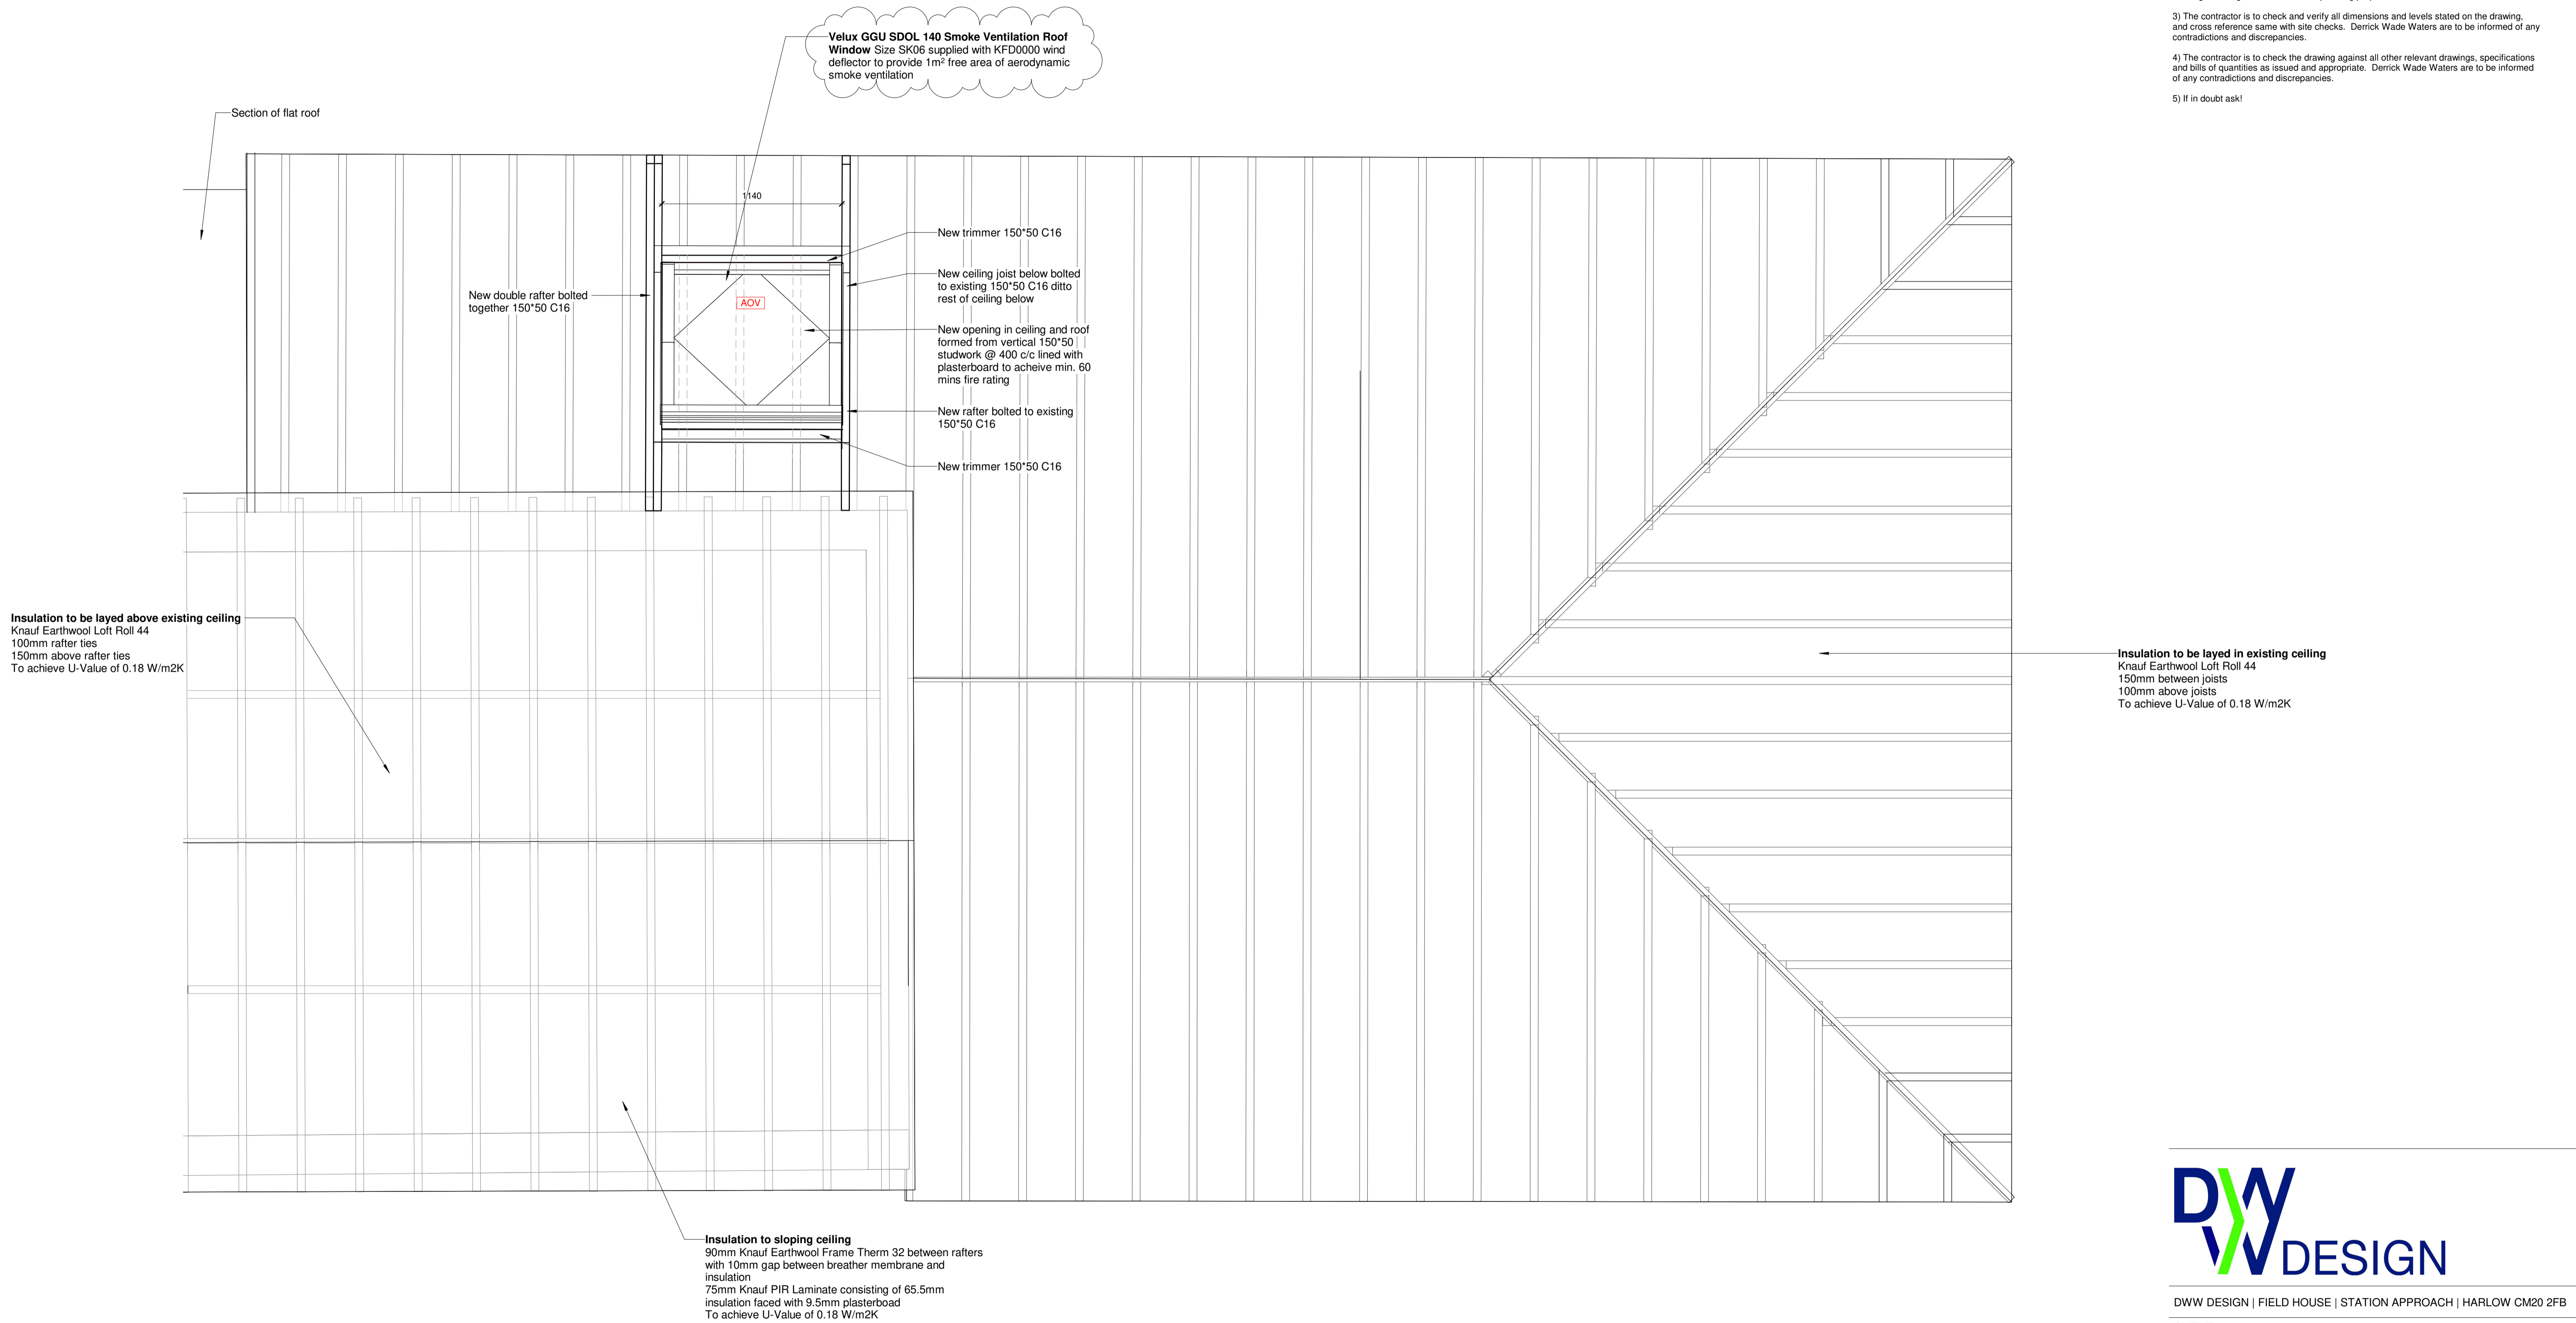 3) The contractor is to check and verify all dimensions and levels stated on the drawing,
and cross reference same with site checks. Derrick Wade Waters are to be informed of any
contradictions and discrepancies.
4) The contractor is to check the drawing against all other relevant drawings, specifications
and bills of quantities as issued and appropriate. Derrick Wade Waters are to be informed
of any contradictions and discrepancies.
5) If in doubt ask!
Velux GGU SDOL 140 Smoke Ventilation Roof
Window Size SK06 supplied with KFD0000 wind
deflector to provide 1m² free area of aerodynamic
smoke ventilation
Section of flat roof
1140
New trimmer 150*50 C16
New ceiling joist below bolted
to existing 150*50 C16 ditto
rest of ceiling below
New double rafter bolted
together 150*50 C16
AOV
New opening in ceiling and roof
formed from vertical 150*50
studwork @ 400 c/c lined with
plasterboard to acheive min. 60
mins fire rating
New rafter bolted to existing
150*50 C16
New trimmer 150*50 C16
Insulation to be layed above existing ceiling
Knauf Earthwool Loft Roll 44
100mm rafter ties
150mm above rafter ties
To achieve U-Value of 0.18 W/m2K
Insulation to be layed in existing ceiling
Knauf Earthwool Loft Roll 44
150mm between joists
100mm above joists
To achieve U-Value of 0.18 W/m2K
Insulation to sloping ceiling
90mm Knauf Earthwool Frame Therm 32 between rafters
with 10mm gap between breather membrane and
insulation
75mm Knauf PIR Laminate consisting of 65.5mm
insulation faced with 9.5mm plasterboad
To achieve U-Value of 0.18 W/m2K
DWW DESIGN
DWW DESIGN | FIELD HOUSE | STATION APPROACH | HARLOW CM20 2FB